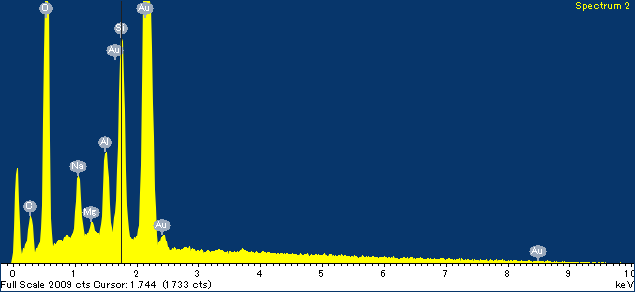 Spectrum 2
O Au
Si
Au
Al
Na
C
Mg
Au
Au
0 1 2 3 4 5 6 7 8 9 10
Full Scale 2009 cts Cursor: 1.744 (1733 cts) keV